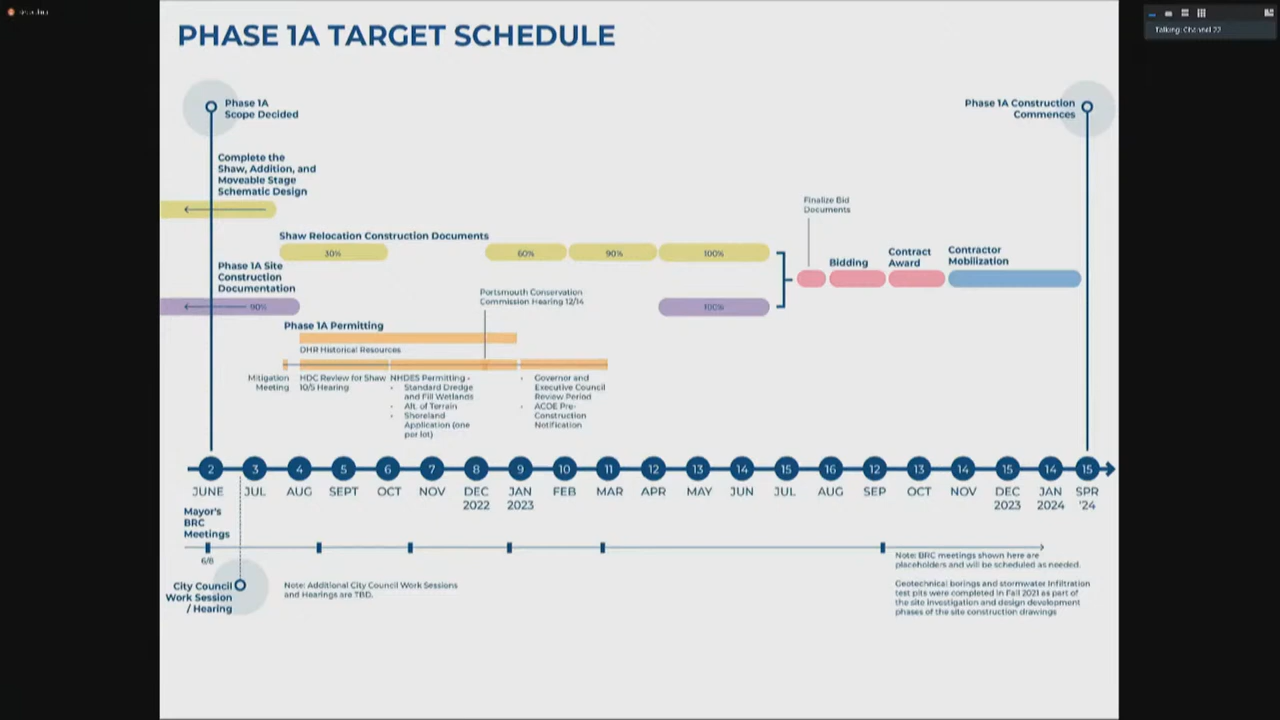 PHASE 1A TARGET SCHEDULE
Phase 1A
Scope Decided
Phase 1A Construction
Commences
Complete the
Shaw, Addition, and
Moveable Stage
Schematic Design
Finalize Bid
Documents
Shaw Relocation Construction Documents
30%
60%
90%
100%
Bidding
Contract
Award
Contractor
Mobilization
Phase 1A Site
Construction
Documentation
90%
100%
Portsmouth Conservation
Commission Hearing 12/14
Phase 1A Permitting
DHR Historical Resources
Mitigation
Meeting
HDC Review for Shaw
10/5 Hearing
NHDES Permitting -
• Standard Dredge
and Fill Wetlands
• Alt. of Terrain
• Shoreland
Application (one
per lot)
• Governor and
Executive Council
Review Period
• ACOE Pre-
Construction
Notification
2 3 4 5 6 7 8 9 10 11 12 13 14 15 16 12 13 14 15 14 15
JUNE JUL AUG SEPT OCT NOV DEC JAN FEB MAR APR MAY JUN JUL AUG SEP OCT NOV DEC JAN SPR
2022 2023 2023 2024 '24
Mayor's
BRC
Meetings
6/8
City Council
Work Session
/ Hearing
Note: Additional City Council Work Sessions
and Hearings are TBD.
Note: BRC meetings shown here are
placeholders and will be scheduled as needed.
Geotechnical borings and stormwater infiltration
test pits were completed in Fall 2021 as part of
the site investigation and design development
phases of the site construction drawings
Talking: Channel 22